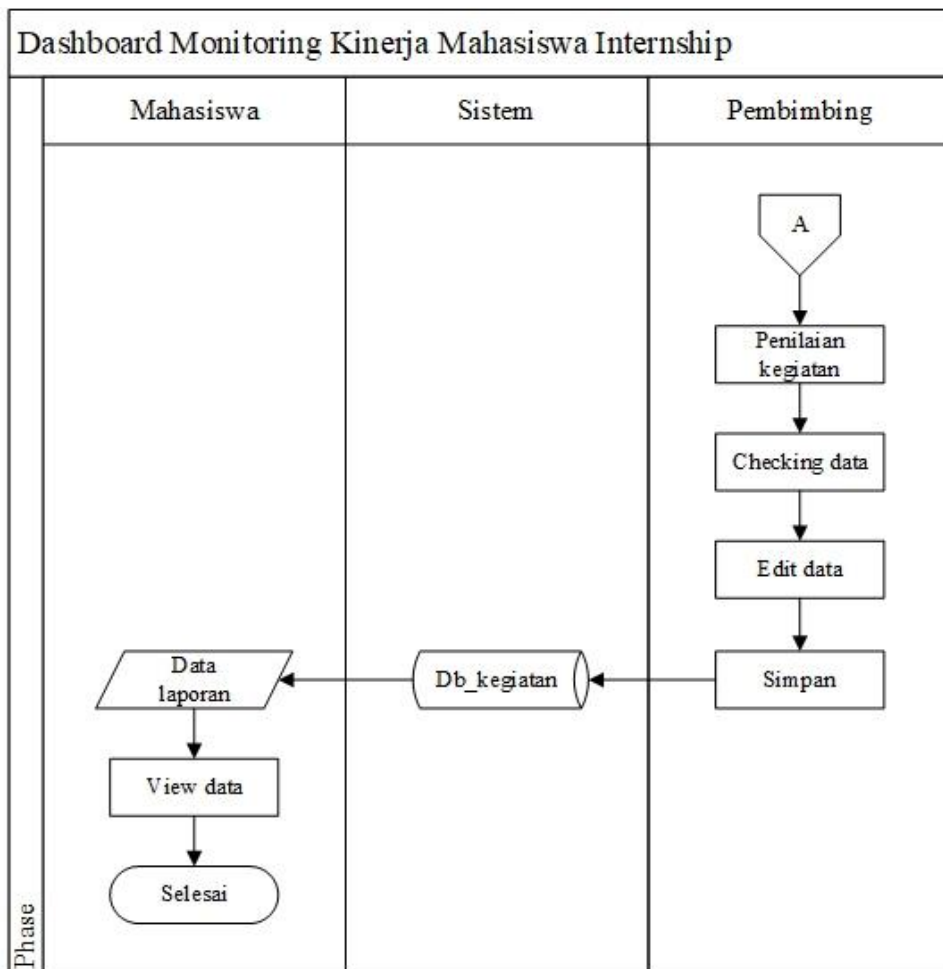 Dashboard Monitoring Kinerja Mahasiswa Internship
Mahasiswa
Sistem
Pembimbing
A
Penilaian
kegiatan
Checking data
Edit data
Simpan
Db_kegiatan
Data
laporan
View data
Selesai
Phase